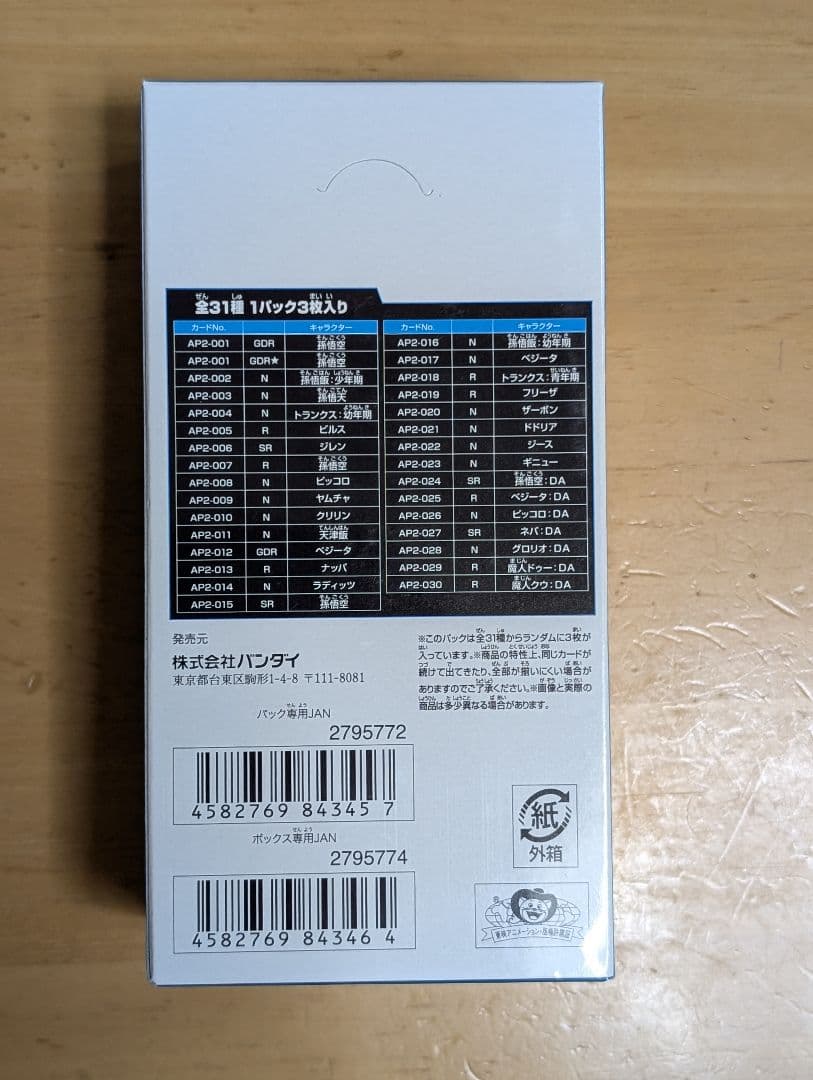 全31種 1パック3枚入り
カードNo. キャラクター
AP2-001 GDR 孫悟空
AP2-001 GDR★ 孫悟空
AP2-002 N 孫悟飯:少年期
AP2-003 N 孫悟天
AP2-004 N トランクス:幼年期
AP2-005 R ビルス
AP2-006 SR ジレン
AP2-007 R 孫悟空
AP2-008 N ピッコロ
AP2-009 N ヤムチャ
AP2-010 N クリリン
AP2-011 N 天津飯
AP2-012 GDR ベジータ
AP2-013 R ナッパ
AP2-014 N ラディッツ
AP2-015 SR 孫悟空
カードNo. キャラクター
AP2-016 N 孫悟飯:幼年期
AP2-017 N ベジータ
AP2-018 R トランクス:青年期
AP2-019 R フリーザ
AP2-020 N ザーボン
AP2-021 N ドドリア
AP2-022 N ジース
AP2-023 N ギニュー
AP2-024 SR 孫悟空:DA
AP2-025 R ベジータ:DA
AP2-026 N ピッコロ:DA
AP2-027 SR ネバ:DA
AP2-028 N グロリオ:DA
AP2-029 R 魔人ドゥー:DA
AP2-030 R 魔人クウ:DA
発売元
株式会社バンダイ
東京都台東区駒形1-4-8 〒111-8081
※このパックは全31種からランダムに3枚が
入っています。※商品の特性上、同じカードが
続けて出てきたり、全部が揃いにくい場合が
ありますのでご了承ください。※画像と実際の
商品は多少異なる場合があります。
パック専用JAN
2795772
4582769 843457
ボックス専用JAN
2795774
4582769 843464
紙
外箱
東映アニメーション・版権許諾証